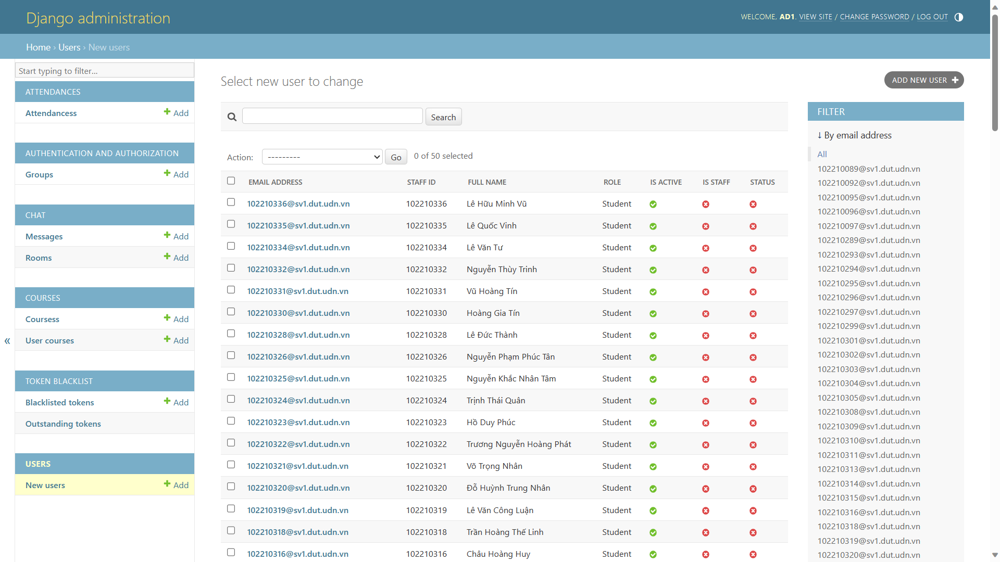 Django administration
WELCOME, AD1. VIEW SITE / CHANGE PASSWORD / LOG OUT
Home › Users › New users
Start typing to filter...
ATTENDANCES
Attendancess Add
AUTHENTICATION AND AUTHORIZATION
Groups Add
CHAT
Messages Add
Rooms Add
COURSES
Coursess Add
User courses Add
«
TOKEN BLACKLIST
Blacklisted tokens Add
Outstanding tokens
USERS
New users Add
Select new user to change
ADD NEW USER +
Search
Action: --------- Go 0 of 50 selected
EMAIL ADDRESS STAFF ID FULL NAME ROLE IS ACTIVE IS STAFF STATUS
102210336@sv1.dut.udn.vn 102210336 Lê Hữu Minh Vũ Student
102210335@sv1.dut.udn.vn 102210335 Lê Quốc Vinh Student
102210334@sv1.dut.udn.vn 102210334 Lê Văn Tư Student
102210332@sv1.dut.udn.vn 102210332 Nguyễn Thùy Trinh Student
102210331@sv1.dut.udn.vn 102210331 Vũ Hoàng Tín Student
102210330@sv1.dut.udn.vn 102210330 Hoàng Gia Tín Student
102210328@sv1.dut.udn.vn 102210328 Lê Đức Thành Student
102210326@sv1.dut.udn.vn 102210326 Nguyễn Phạm Phúc Tân Student
102210325@sv1.dut.udn.vn 102210325 Nguyễn Khắc Nhân Tâm Student
102210324@sv1.dut.udn.vn 102210324 Trịnh Thái Quân Student
102210323@sv1.dut.udn.vn 102210323 Hồ Duy Phúc Student
102210322@sv1.dut.udn.vn 102210322 Trương Nguyễn Hoàng Phát Student
102210321@sv1.dut.udn.vn 102210321 Võ Trọng Nhân Student
102210320@sv1.dut.udn.vn 102210320 Đỗ Huỳnh Trung Nhân Student
102210319@sv1.dut.udn.vn 102210319 Lê Văn Công Luận Student
102210318@sv1.dut.udn.vn 102210318 Trần Hoàng Thế Linh Student
102210316@sv1.dut.udn.vn 102210316 Châu Hoàng Huy Student
FILTER
↓ By email address
All
102210089@sv1.dut.udn.vn
102210092@sv1.dut.udn.vn
102210095@sv1.dut.udn.vn
102210096@sv1.dut.udn.vn
102210097@sv1.dut.udn.vn
102210289@sv1.dut.udn.vn
102210293@sv1.dut.udn.vn
102210294@sv1.dut.udn.vn
102210295@sv1.dut.udn.vn
102210296@sv1.dut.udn.vn
102210297@sv1.dut.udn.vn
102210299@sv1.dut.udn.vn
102210301@sv1.dut.udn.vn
102210302@sv1.dut.udn.vn
102210303@sv1.dut.udn.vn
102210304@sv1.dut.udn.vn
102210305@sv1.dut.udn.vn
102210308@sv1.dut.udn.vn
102210309@sv1.dut.udn.vn
102210310@sv1.dut.udn.vn
102210311@sv1.dut.udn.vn
102210313@sv1.dut.udn.vn
102210314@sv1.dut.udn.vn
102210315@sv1.dut.udn.vn
102210316@sv1.dut.udn.vn
102210318@sv1.dut.udn.vn
102210319@sv1.dut.udn.vn
102210320@sv1.dut.udn.vn